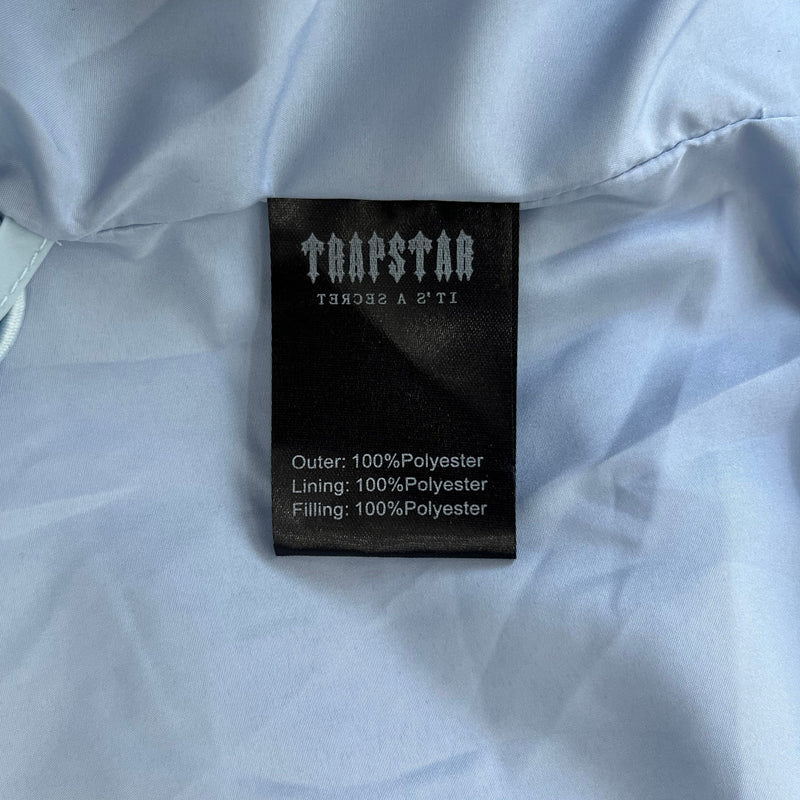 TRAPSTAR
IT'S A SECRET
Outer: 100%Polyester
Lining: 100%Polyester
Filling: 100%Polyester